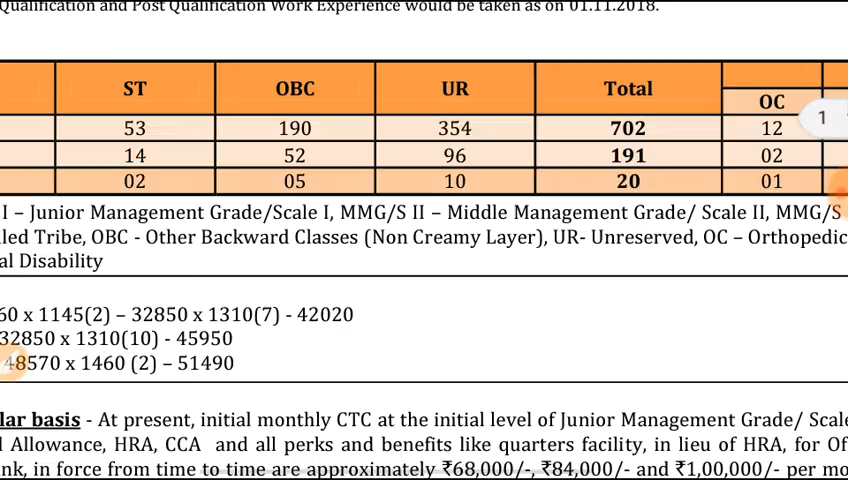 Qualification and Post Qualification Work Experience would be taken as on 01.11.2018.
ST OBC UR Total
OC
53 190 354 702 12
14 52 96 191 02
02 05 10 20 01
1
I – Junior Management Grade/Scale I, MMG/S II – Middle Management Grade/ Scale II, MMG/S
led Tribe, OBC - Other Backward Classes (Non Creamy Layer), UR- Unreserved, OC – Orthopedic
al Disability
60 x 1145(2) – 32850 x 1310(7) - 42020
32850 x 1310(10) - 45950
48570 x 1460 (2) – 51490
lar basis - At present, initial monthly CTC at the initial level of Junior Management Grade/ Scale
l Allowance, HRA, CCA and all perks and benefits like quarters facility, in lieu of HRA, for Of
nk, in force from time to time are approximately ₹68,000/-, ₹84,000/- and ₹1,00,000/- per mo